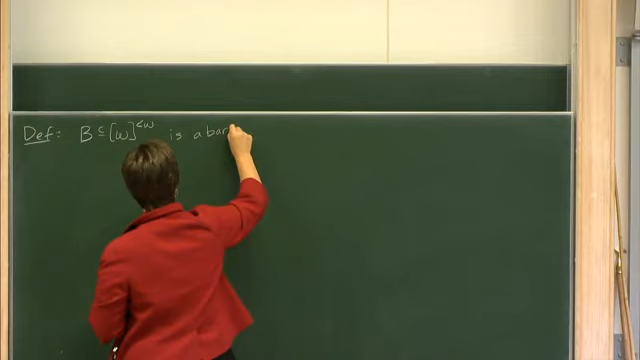 Def: B ⊆ [ω]^{<ω} is a bar